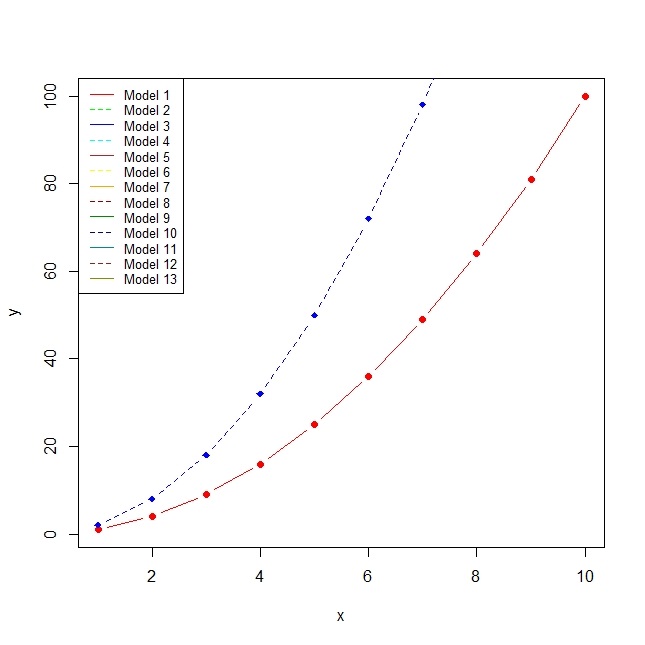 Model 1
Model 2
Model 3
Model 4
Model 5
Model 6
Model 7
Model 8
Model 9
Model 10
Model 11
Model 12
Model 13
100
80
60
40
20
0
y
2 4 6 8 10
x